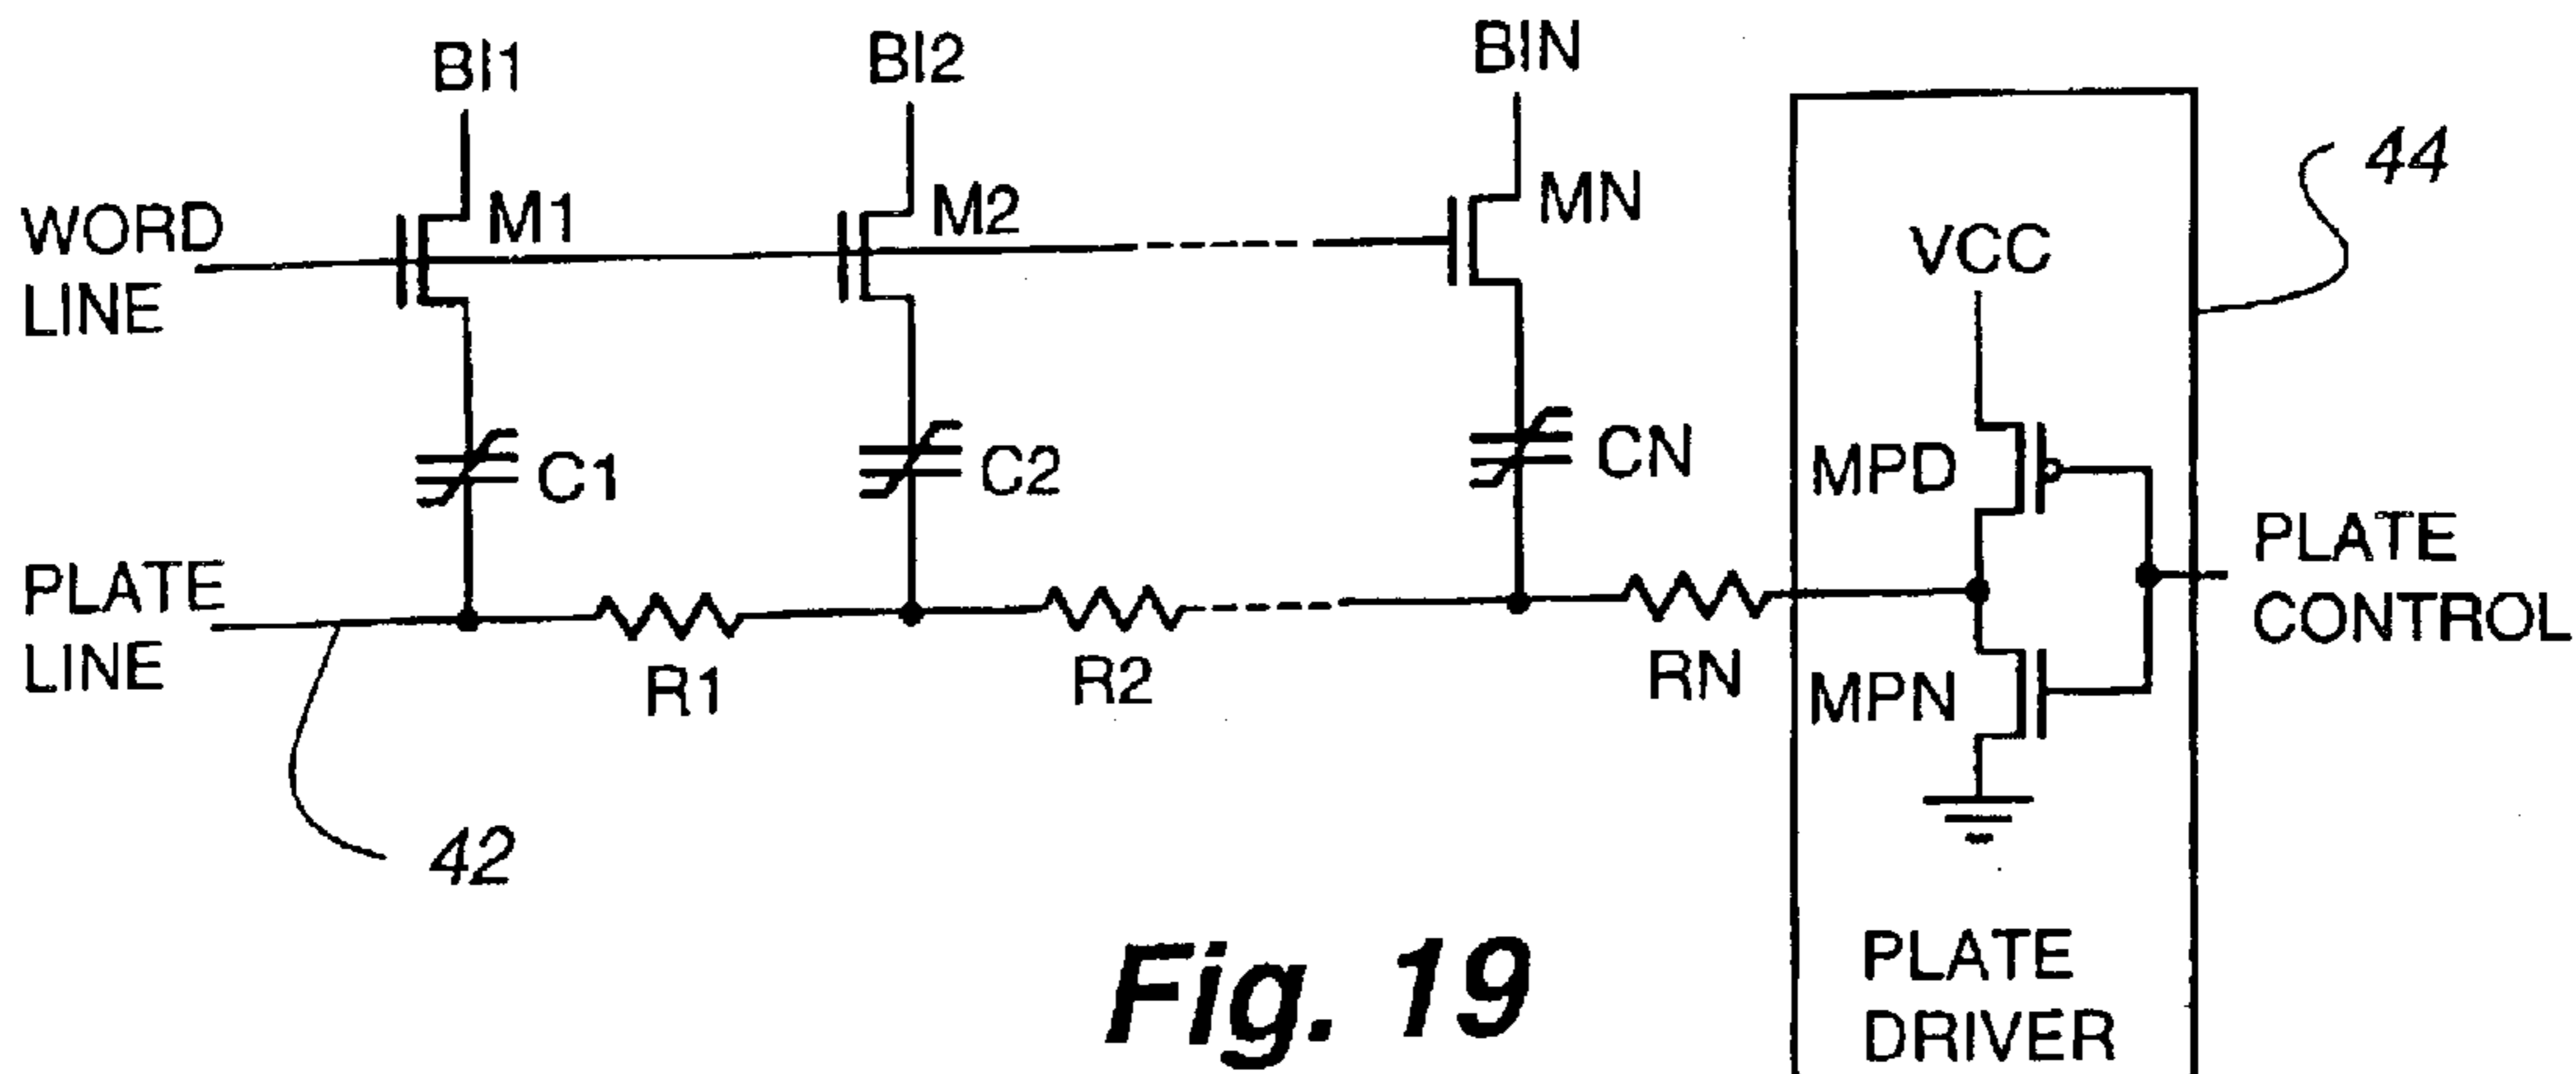 BI1
BI2
BIN
44
WORD
LINE
M1
M2
MN
VCC
C1
C2
CN
MPD
PLATE
CONTROL
PLATE
LINE
R1
R2
RN
MPN
42
PLATE
DRIVER
Fig. 19